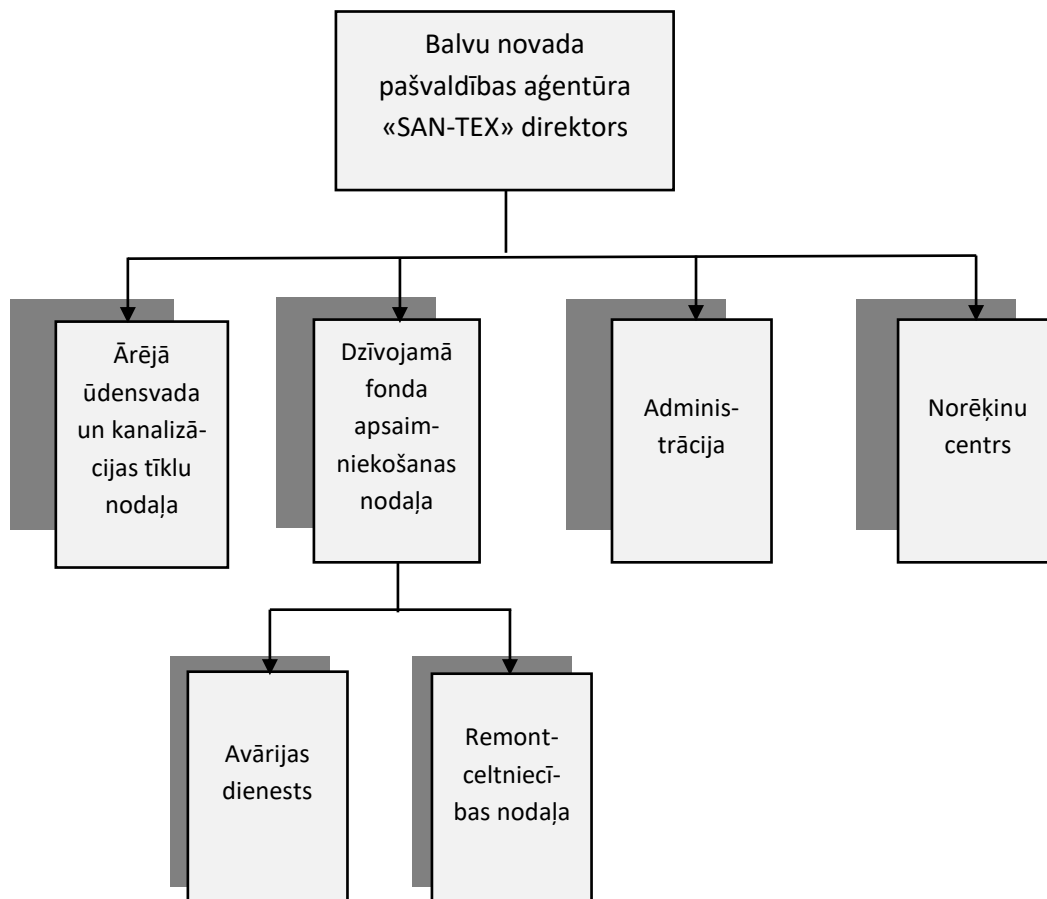 Balvu novada
pašvaldības aģentūra
«SAN-TEX» direktors
Ārējā
ūdensvada
un kanalizā-
cijas tīklu
nodaļa
Dzīvojamā
fonda
apsaim-
niekošanas
nodaļa
Adminis-
trācija
Norēķinu
centrs
Avārijas
dienests
Remont-
celtniecī-
bas nodaļa